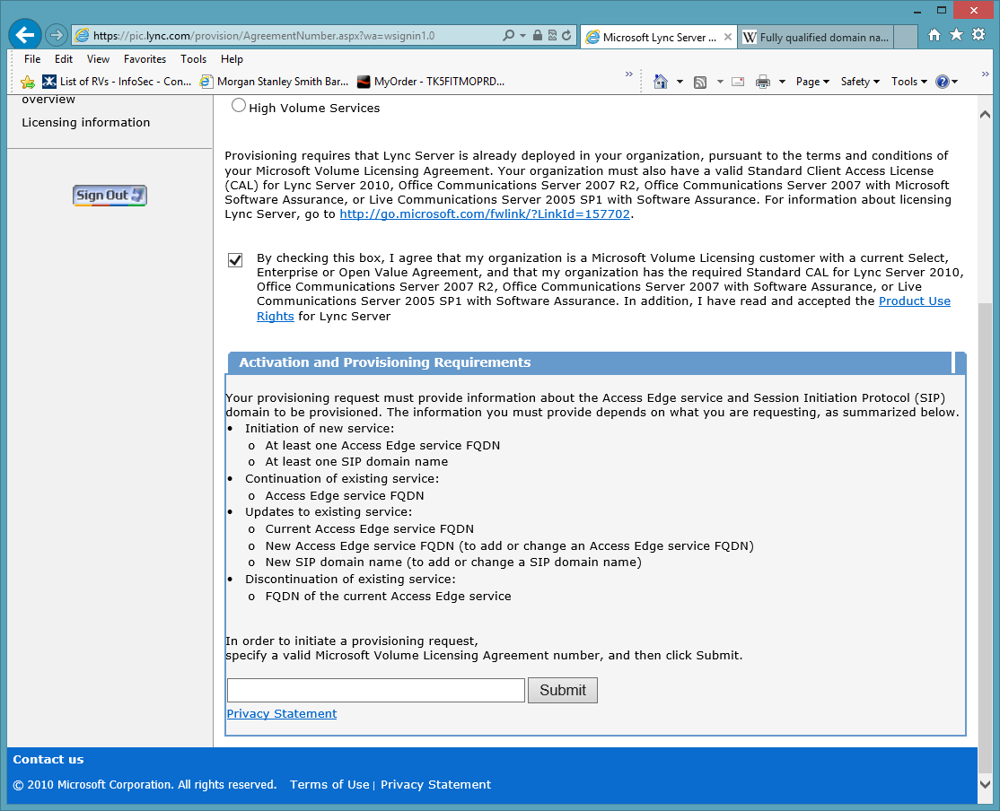 https://pic.lync.com/provision/AgreementNumber.aspx?wa=wsignin1.0
Microsoft Lync Server ...
Fully qualified domain na...
File Edit View Favorites Tools Help
List of RVs - InfoSec - Con...
Morgan Stanley Smith Bar...
MyOrder - TK5FITMOPRD...
Page Safety Tools
overview
Licensing information
Sign Out
High Volume Services
Provisioning requires that Lync Server is already deployed in your organization, pursuant to the terms and conditions of
your Microsoft Volume Licensing Agreement. Your organization must also have a valid Standard Client Access License
(CAL) for Lync Server 2010, Office Communications Server 2007 R2, Office Communications Server 2007 with Microsoft
Software Assurance, or Live Communications Server 2005 SP1 with Software Assurance. For information about licensing
Lync Server, go to http://go.microsoft.com/fwlink/?LinkId=157702.
By checking this box, I agree that my organization is a Microsoft Volume Licensing customer with a current Select,
Enterprise or Open Value Agreement, and that my organization has the required Standard CAL for Lync Server 2010,
Office Communications Server 2007 R2, Office Communications Server 2007 with Software Assurance, or Live
Communications Server 2005 SP1 with Software Assurance. In addition, I have read and accepted the Product Use
Rights for Lync Server
Activation and Provisioning Requirements
Your provisioning request must provide information about the Access Edge service and Session Initiation Protocol (SIP)
domain to be provisioned. The information you must provide depends on what you are requesting, as summarized below.
• Initiation of new service:
o At least one Access Edge service FQDN
o At least one SIP domain name
• Continuation of existing service:
o Access Edge service FQDN
• Updates to existing service:
o Current Access Edge service FQDN
o New Access Edge service FQDN (to add or change an Access Edge service FQDN)
o New SIP domain name (to add or change a SIP domain name)
• Discontinuation of existing service:
o FQDN of the current Access Edge service
In order to initiate a provisioning request,
specify a valid Microsoft Volume Licensing Agreement number, and then click Submit.
Submit
Privacy Statement
Contact us
© 2010 Microsoft Corporation. All rights reserved. Terms of Use | Privacy Statement